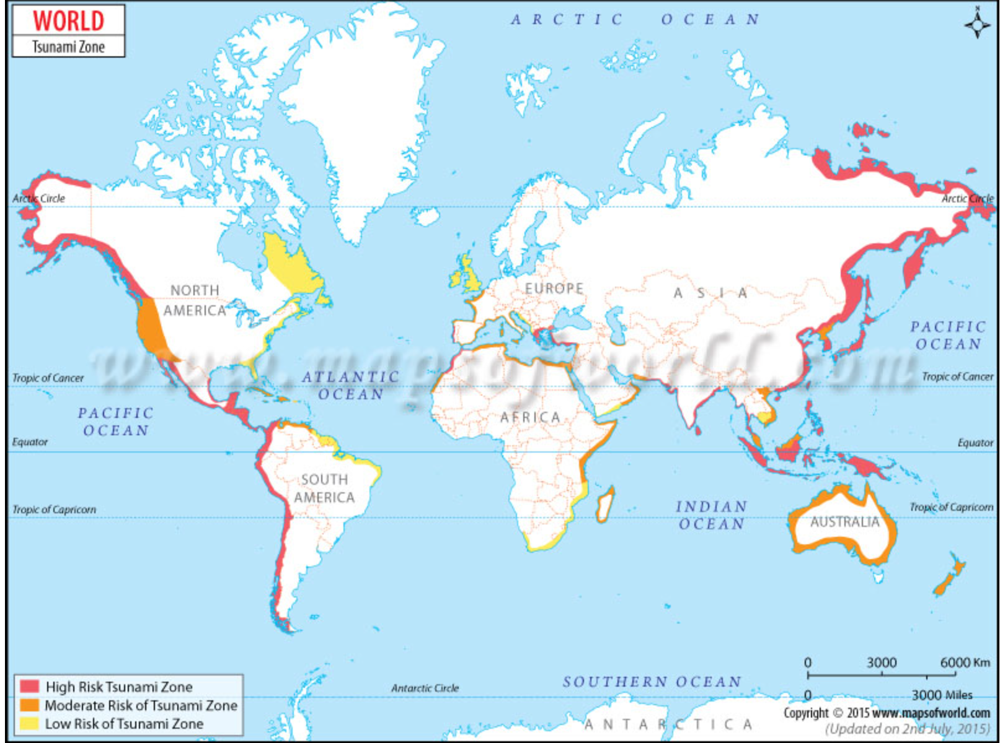 WORLD
Tsunami Zone
ARCTIC OCEAN
N
Arctic Circle
Arctic Circle
NORTH
AMERICA
EUROPE
ASIA
PACIFIC
OCEAN
www.mapsofworld.com
Tropic of Cancer
ATLANTIC
OCEAN
Tropic of Cancer
PACIFIC
OCEAN
AFRICA
Equator
Equator
SOUTH
AMERICA
Tropic of Capricorn
INDIAN
OCEAN
Tropic of Capricorn
AUSTRALIA
0 3000 6000 Km
0 3000 Miles
High Risk Tsunami Zone
Moderate Risk of Tsunami Zone
Low Risk of Tsunami Zone
Antarctic Circle
SOUTHERN OCEAN
ANTARCTICA
Copyright © 2015 www.mapsofworld.com
(Updated on 2nd July, 2015)